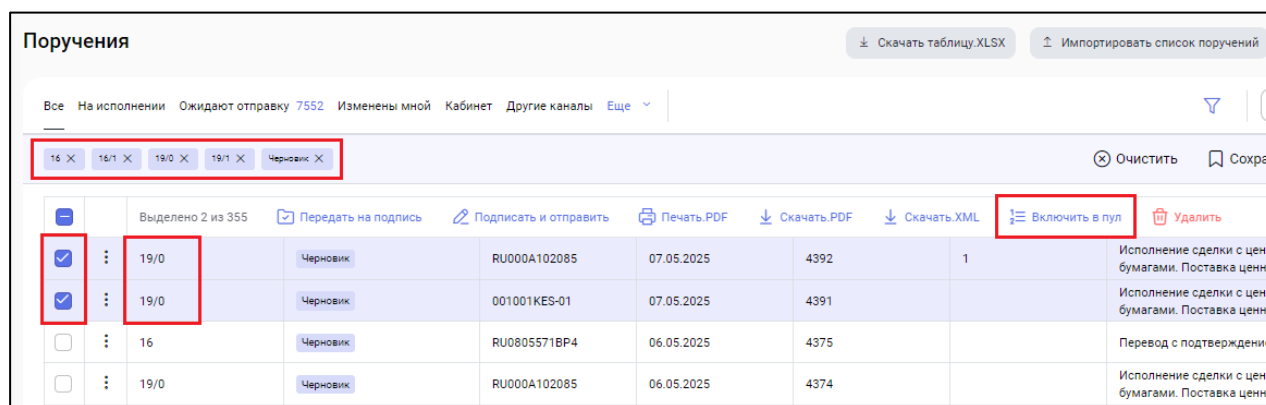 Поручения
Скачать таблицу.XLSX
Импортировать список поручений
Все На исполнении Ожидают отправку 7552 Изменены мной Кабинет Другие каналы Еще
16 16/1 19/0 19/1 Черновик
Очистить
Выделено 2 из 355 Передать на подпись Подписать и отправить Печать.PDF Скачать.PDF Скачать.XML Включить в пул Удалить
19/0 Черновик RU000A102085 07.05.2025 4392 1 Исполнение сделки с цен
бумагами. Поставка ценн
19/0 Черновик 001001KES-01 07.05.2025 4391 Исполнение сделки с цен
бумагами. Поставка ценн
16 Черновик RU0805571BP4 06.05.2025 4375 Перевод с подтверждени
19/0 Черновик RU000A102085 06.05.2025 4374 Исполнение сделки с цен
бумагами. Поставка ценн